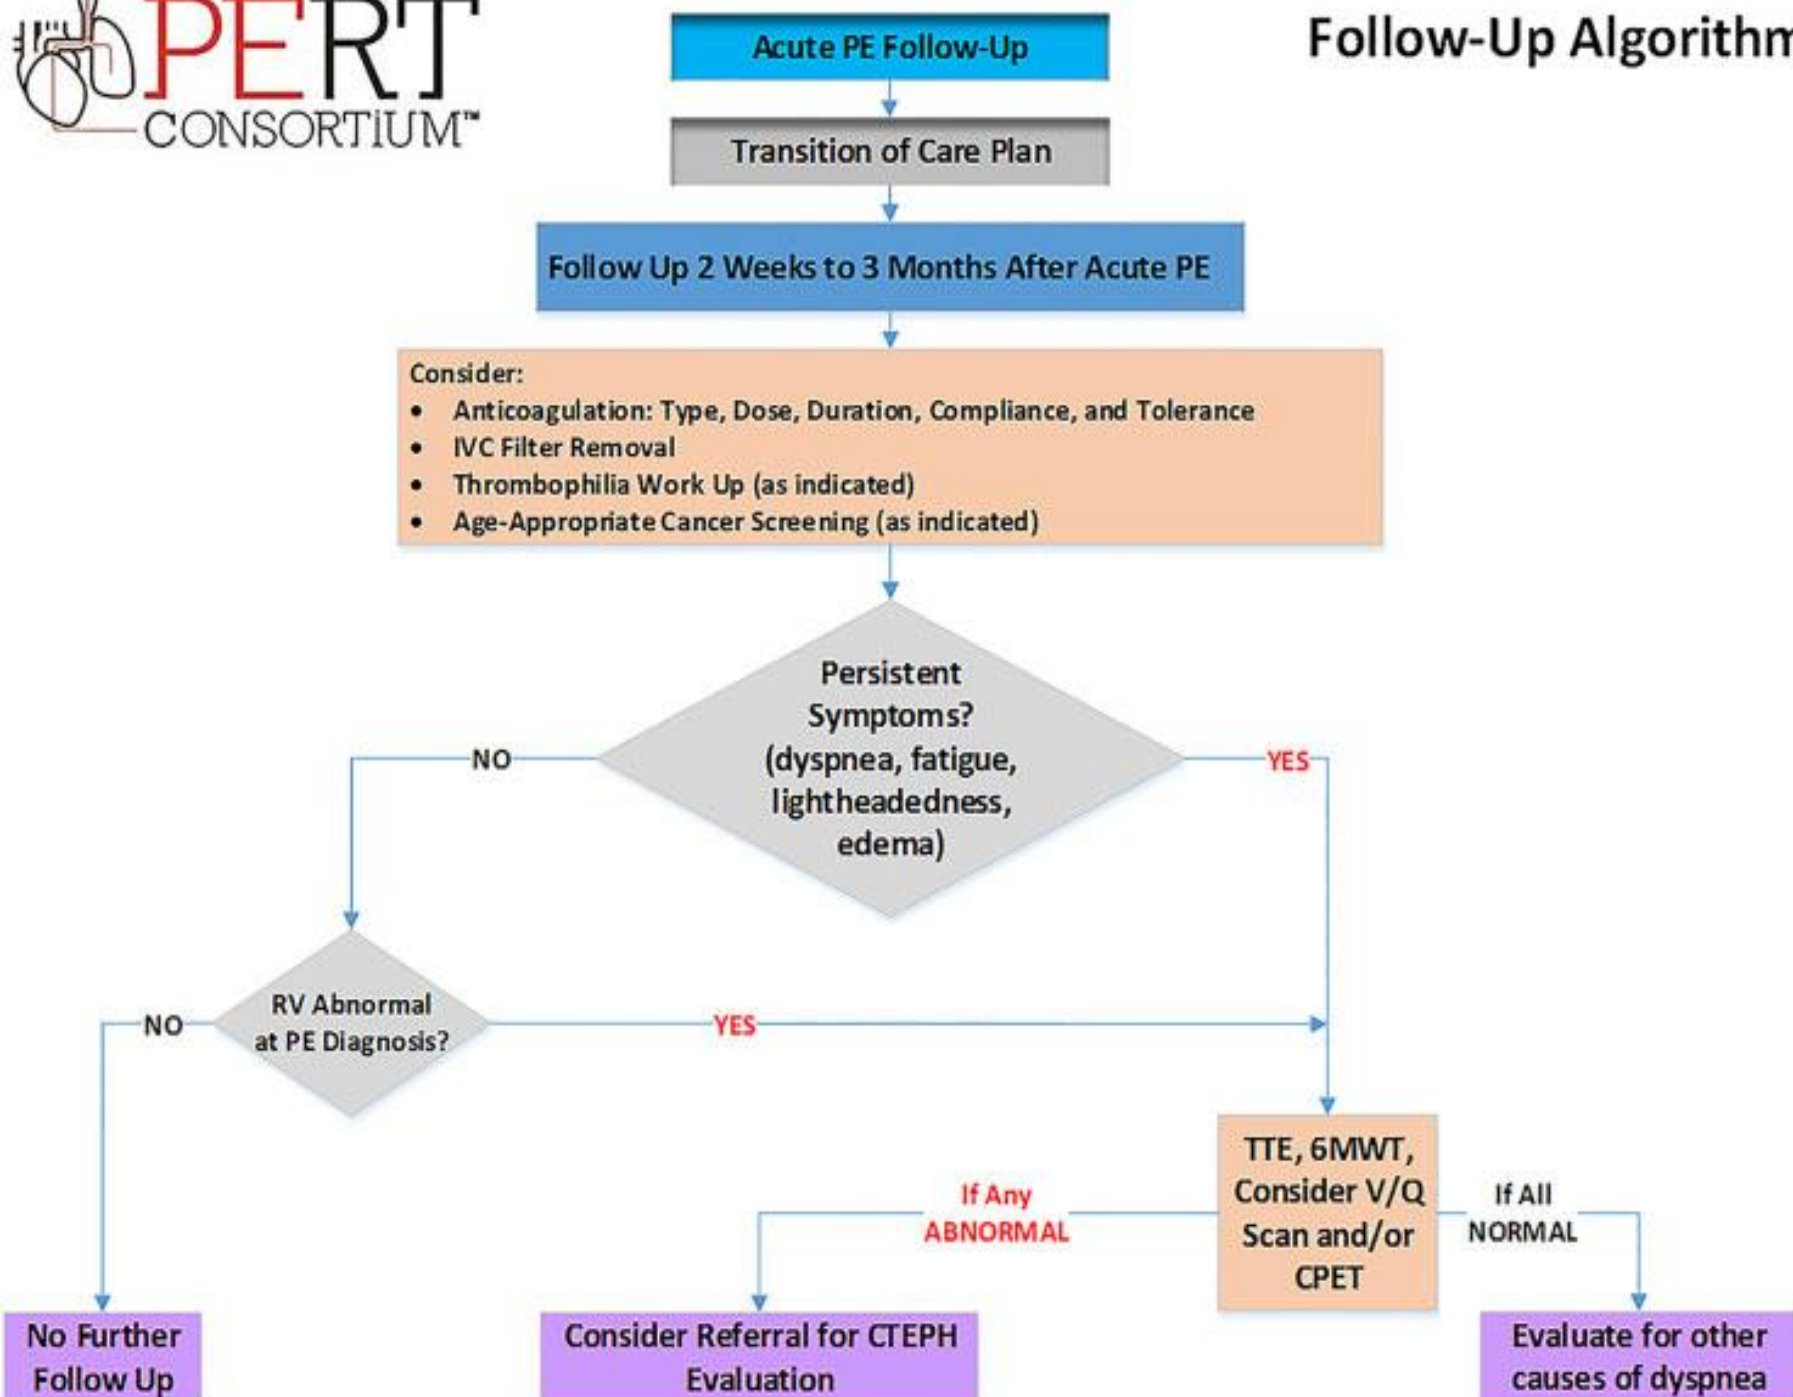 PERT
CONSORTiUM™
Follow-Up Algorithm
Acute PE Follow-Up
Transition of Care Plan
Follow Up 2 Weeks to 3 Months After Acute PE
Consider:
• Anticoagulation: Type, Dose, Duration, Compliance, and Tolerance
• IVC Filter Removal
• Thrombophilia Work Up (as indicated)
• Age-Appropriate Cancer Screening (as indicated)
Persistent
Symptoms?
(dyspnea, fatigue,
lightheadedness,
edema)
NO
YES
RV Abnormal
at PE Diagnosis?
NO
YES
TTE, 6MWT,
Consider V/Q
Scan and/or
CPET
If Any
ABNORMAL
If All
NORMAL
No Further
Follow Up
Consider Referral for CTEPH
Evaluation
Evaluate for other
causes of dyspnea